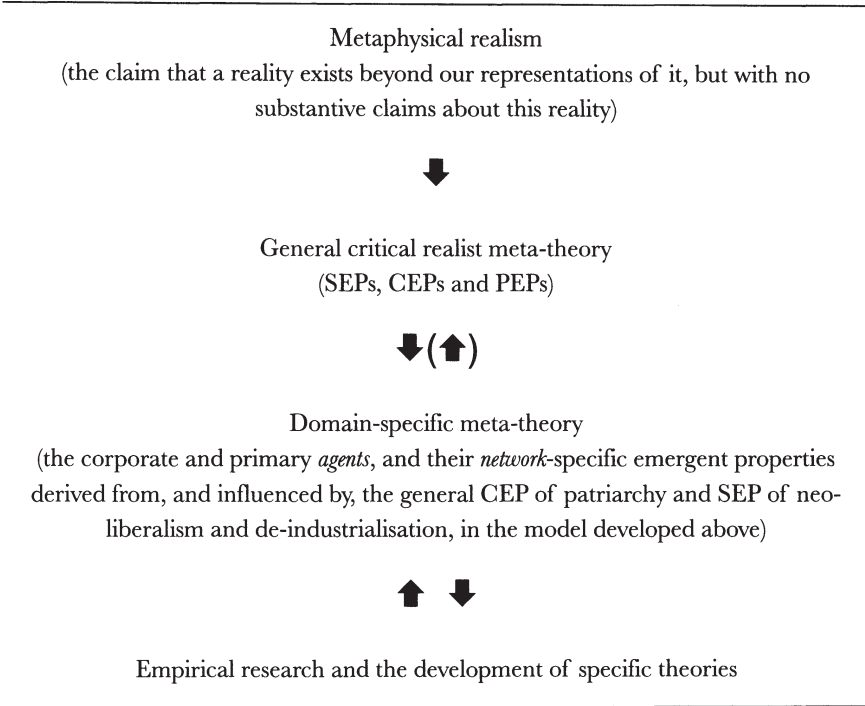 Metaphysical realism
(the claim that a reality exists beyond our representations of it, but with no
substantive claims about this reality)
General critical realist meta-theory
(SEPs, CEPs and PEPs)
( )
Domain-specific meta-theory
(the corporate and primary agents, and their network-specific emergent properties
derived from, and influenced by, the general CEP of patriarchy and SEP of neo-
liberalism and de-industrialisation, in the model developed above)
Empirical research and the development of specific theories